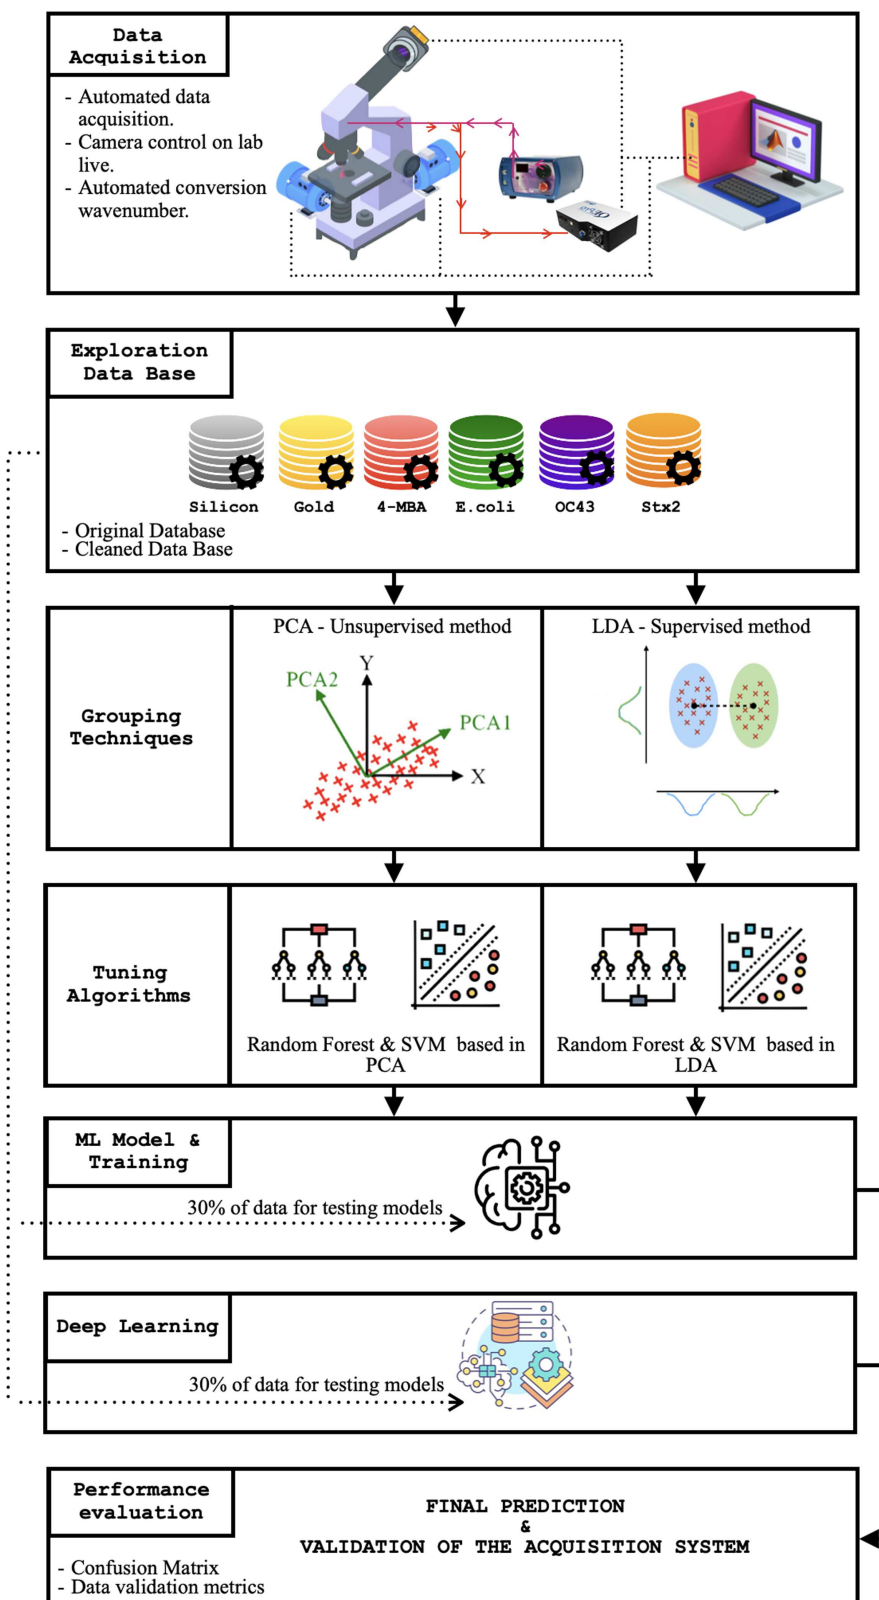 Data
Acquisition
- Automated data
acquisition.
- Camera control on lab
live.
- Automated conversion
wavenumber.
Exploration
Data Base
Silicon
Gold
4-MBA
E.coli
OC43
Stx2
- Original Database
- Cleaned Data Base
Grouping
Techniques
PCA - Unsupervised method
Y
PCA2
PCA1
X
LDA - Supervised method
Tuning
Algorithms
Random Forest & SVM based in
PCA
Random Forest & SVM based in
LDA
ML Model &
Training
30% of data for testing models
Deep Learning
30% of data for testing models
Performance
evaluation
FINAL PREDICTION
&
VALIDATION OF THE ACQUISITION SYSTEM
- Confusion Matrix
- Data validation metrics